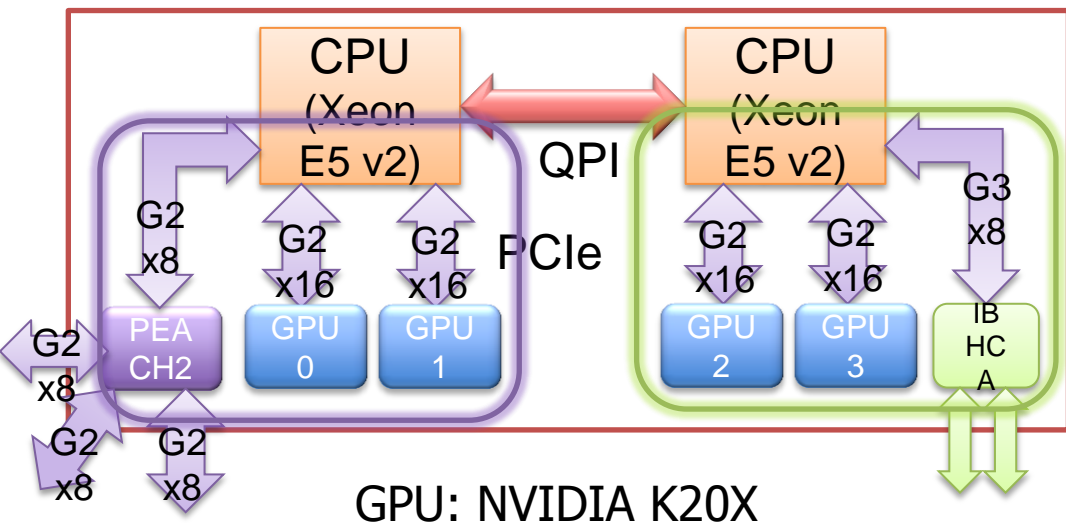 CPU
(Xeon
E5 v2)
CPU
(Xeon
E5 v2)
QPI
PCIe
G2
x8
G2
x16
G2
x16
G2
x16
G2
x16
G3
x8
PEA
CH2
GPU
0
GPU
1
GPU
2
GPU
3
IB
HC
A
G2
x8
G2
x8
G2
x8
GPU: NVIDIA K20X